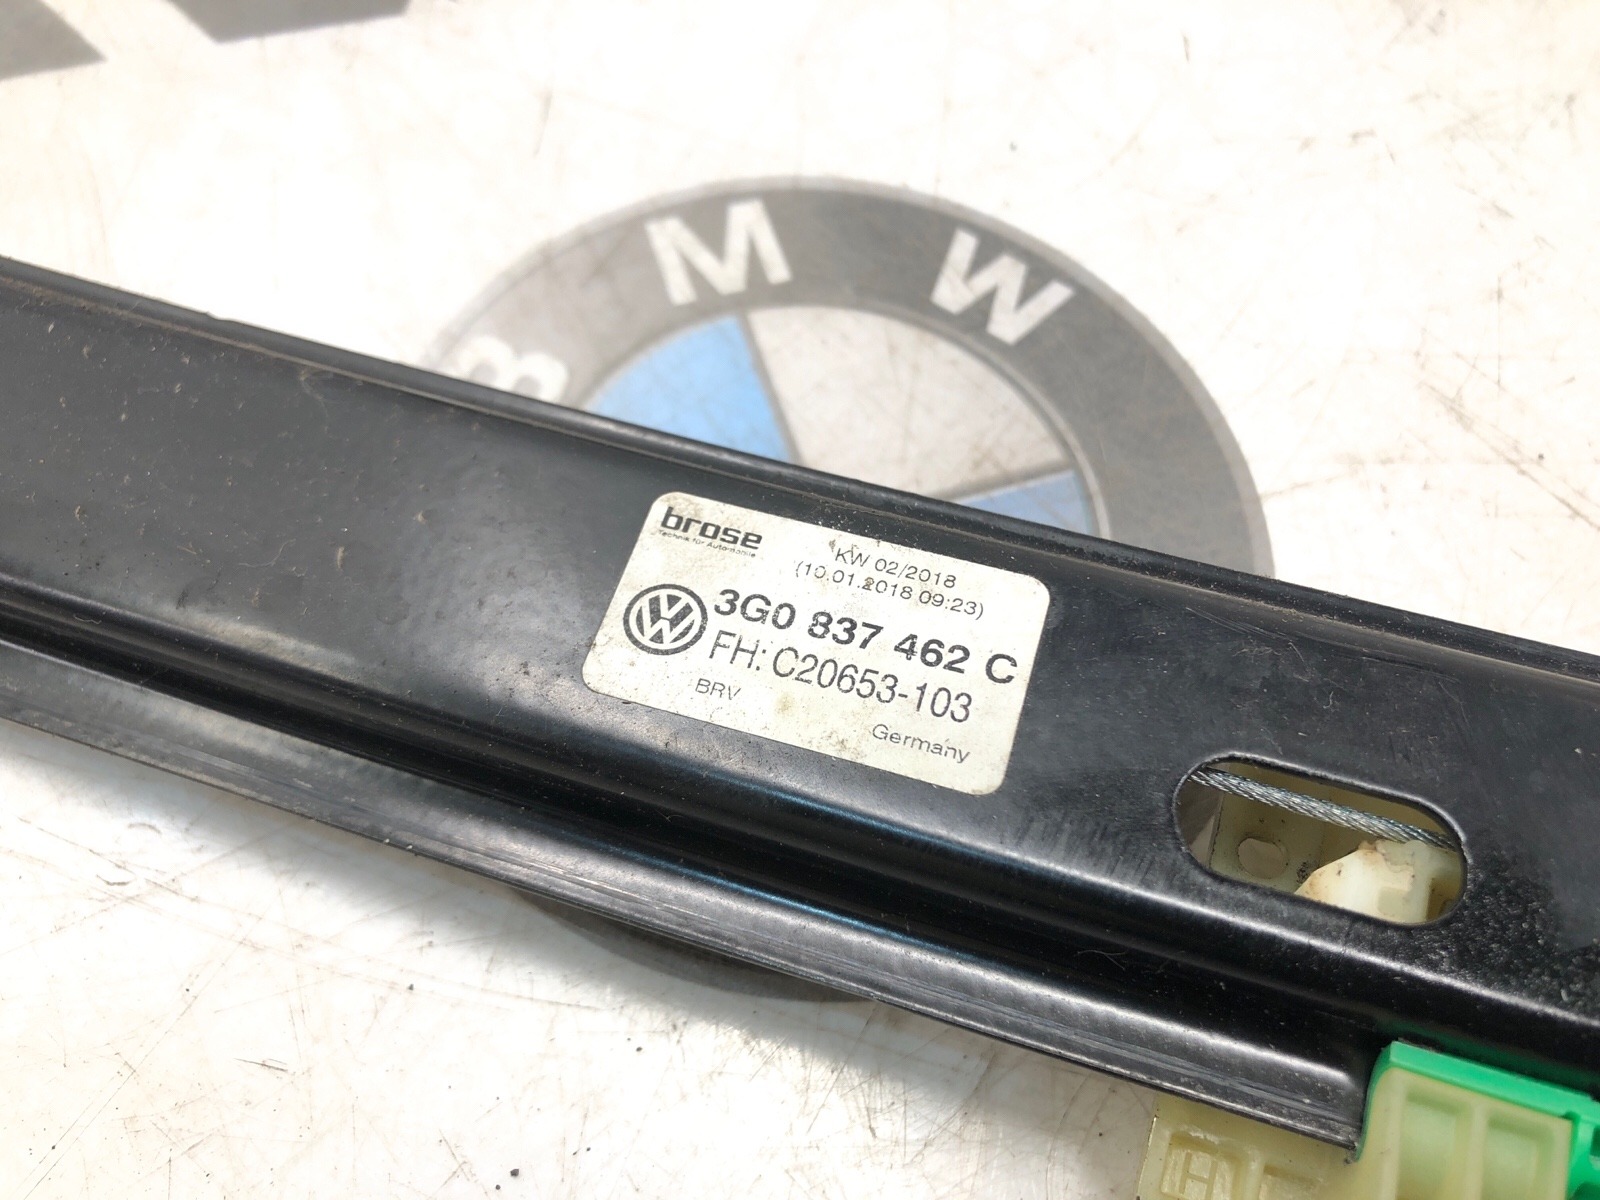 B M W
brose
Technik für Automobile
KW 02/2018
(10.01.2018 09:23)
3G0 837 462 C
FH: C20653-103
BRV
Germany